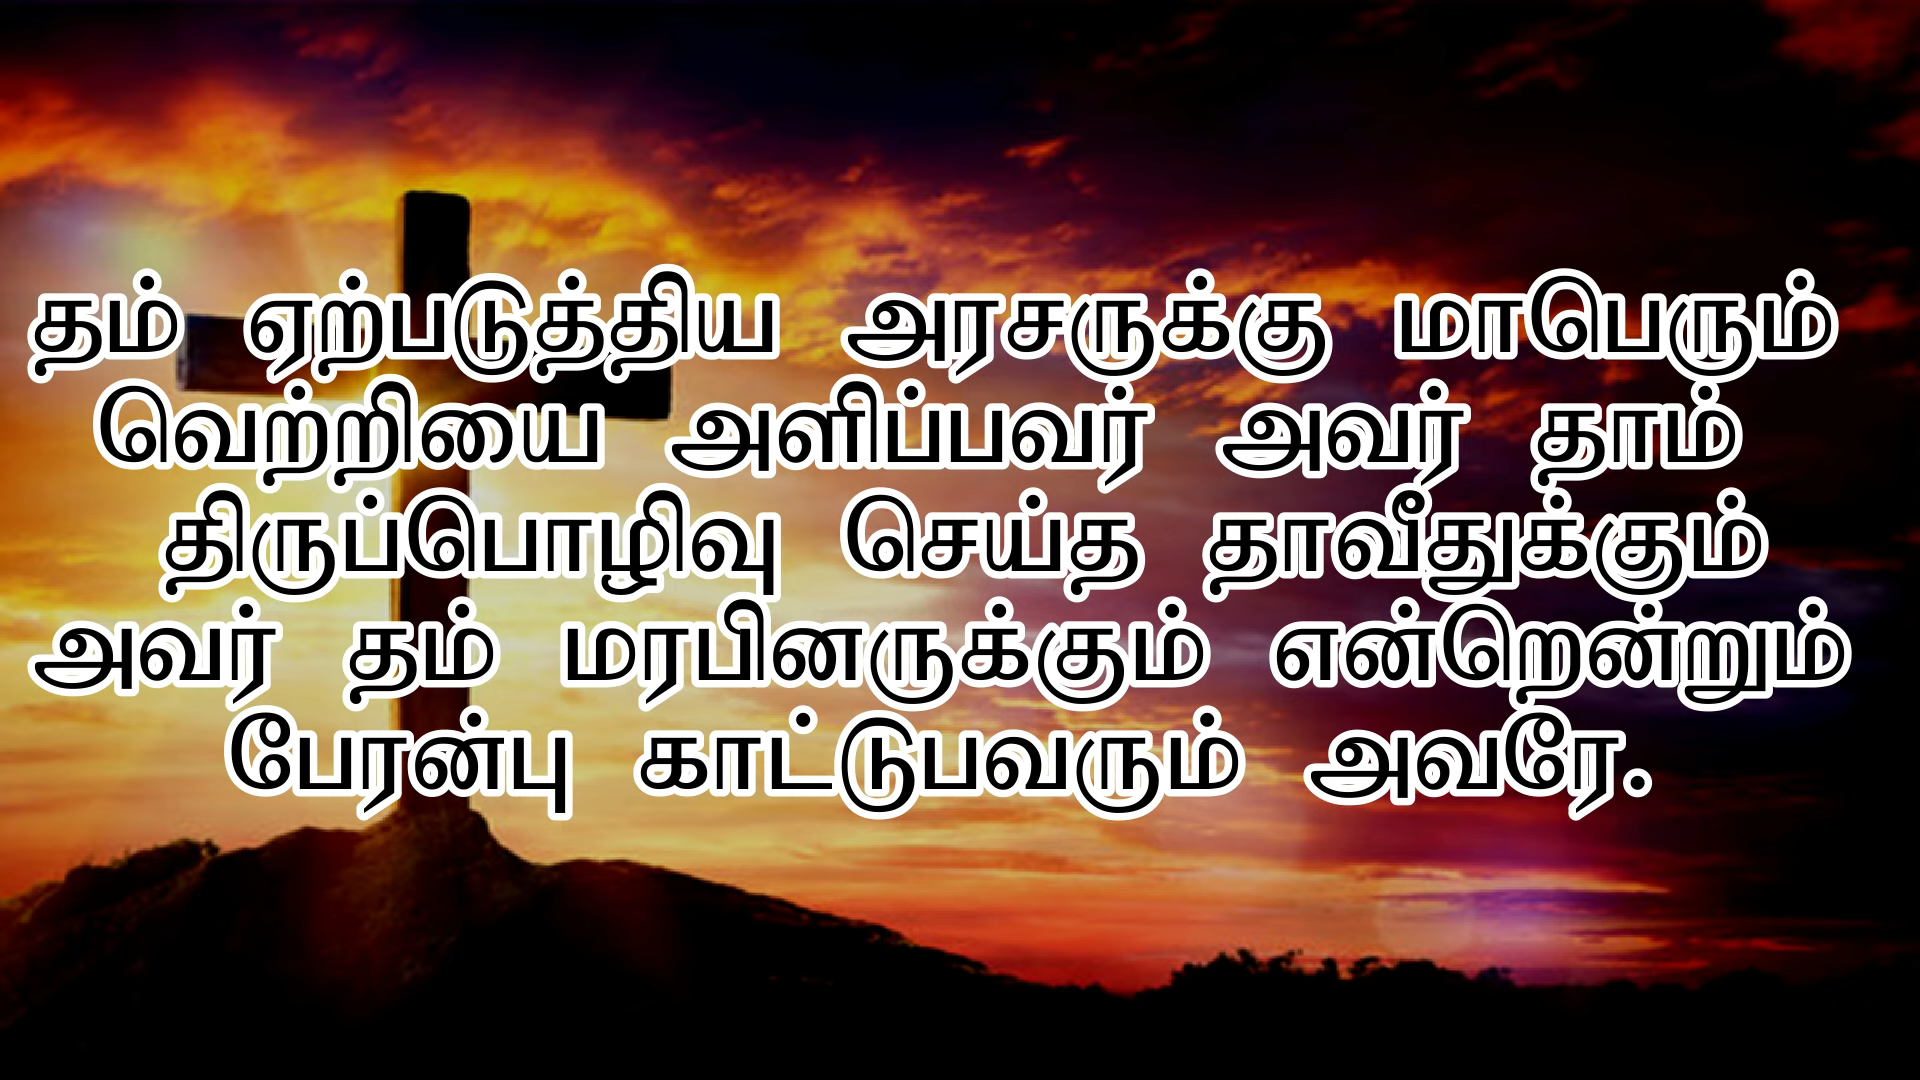 தம் ஏற்படுத்திய அரசருக்கு மாபெரும்
வெற்றியை அளிப்பவர் அவர் தாம்
திருப்பொழிவு செய்த தாவீதுக்கும்
அவர் தம் மரபினருக்கும் என்றென்றும்
பேரன்பு காட்டுபவரும் அவரே.